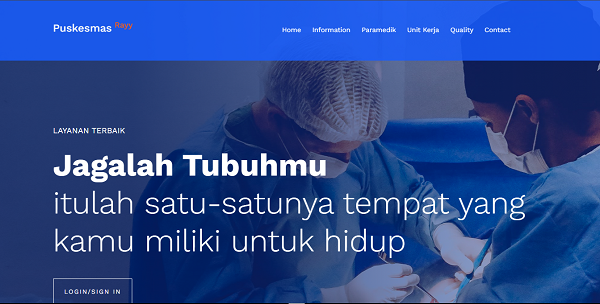 Puskesmas Rayy
Home Information Paramedik Unit Kerja Quality Contact
LAYANAN TERBAIK
Jagalah Tubuhmu
itulah satu-satunya tempat yang
kamu miliki untuk hidup
LOGIN/SIGN IN